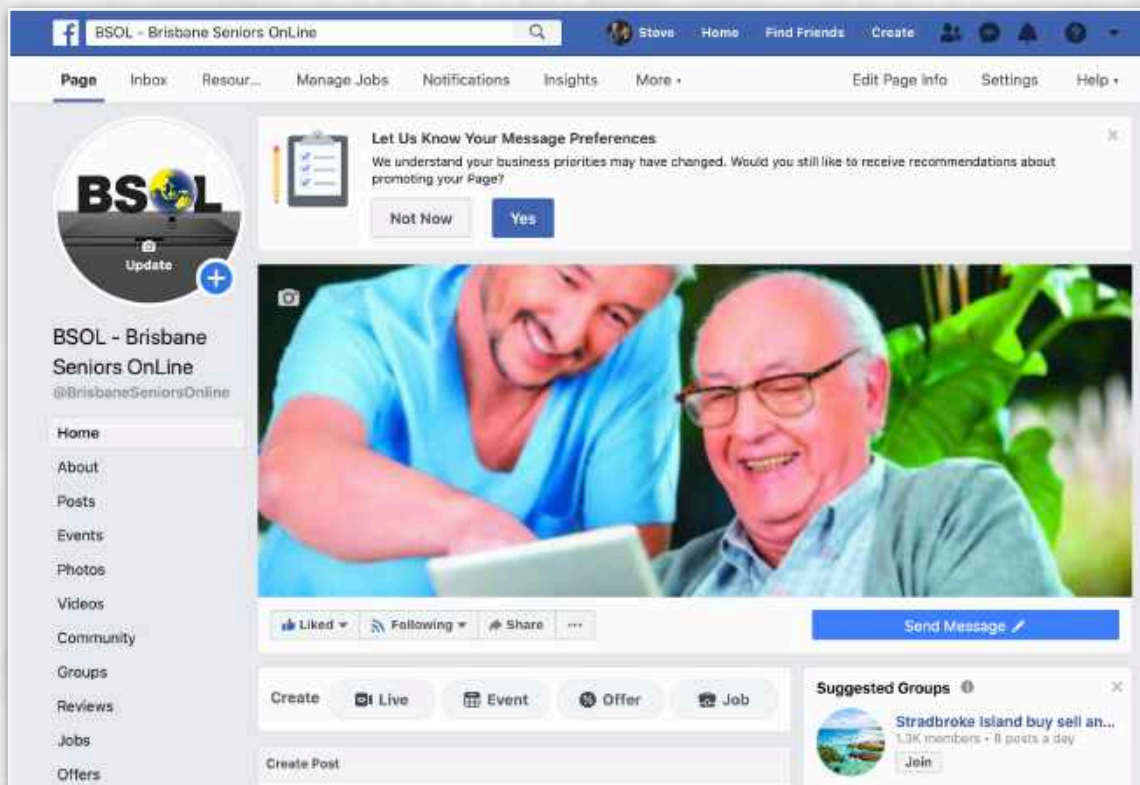 BSOL - Brisbane Seniors OnLine
Steve Home Find Friends Create
Page Inbox Resour... Manage Jobs Notifications Insights More Edit Page Info Settings Help
BSOL
Update
BSOL - Brisbane
Seniors OnLine
@BrisbaneSeniorsOnline
Home
About
Posts
Events
Photos
Videos
Community
Groups
Reviews
Jobs
Offers
Let Us Know Your Message Preferences
We understand your business priorities may have changed. Would you still like to receive recommendations about
promoting your Page?
Not Now Yes
Liked Following Share ...
Send Message
Create Live Event Offer Job
Create Post
Suggested Groups
Stradbroke Island buy sell an...
1.3K members • 8 posts a day
Join